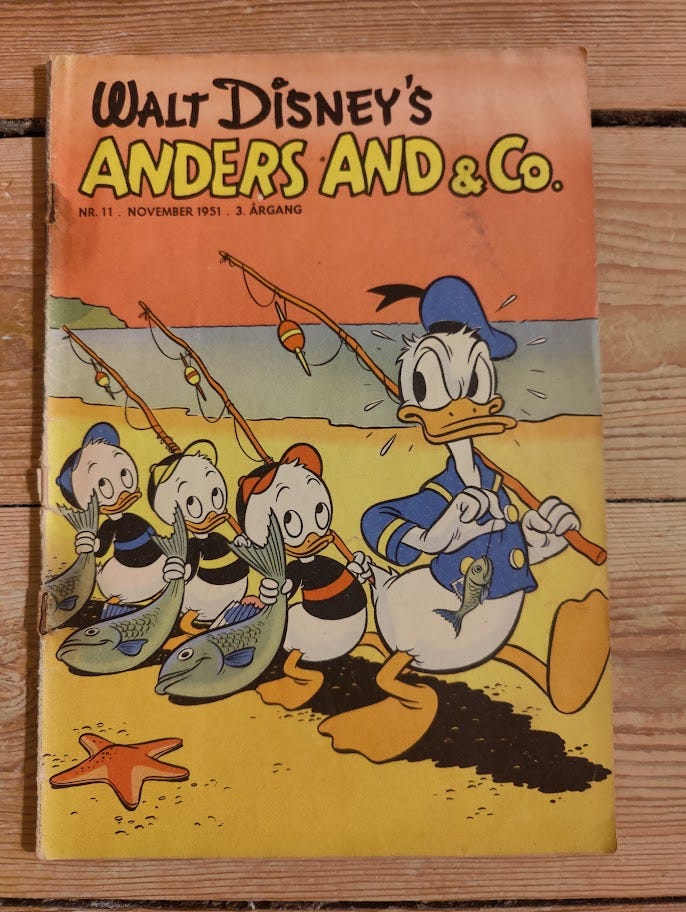 WALT DISNEY'S
ANDERS AND & Co.
NR. 11 . NOVEMBER 1951 . 3. ÅRGANG